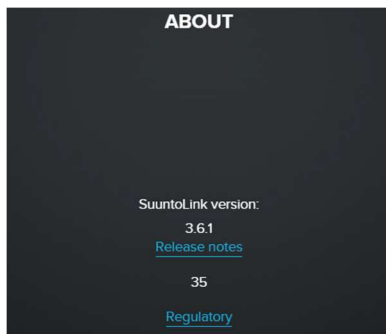 ABOUT
SuuntoLink version:
3.6.1
Release notes
35
Regulatory